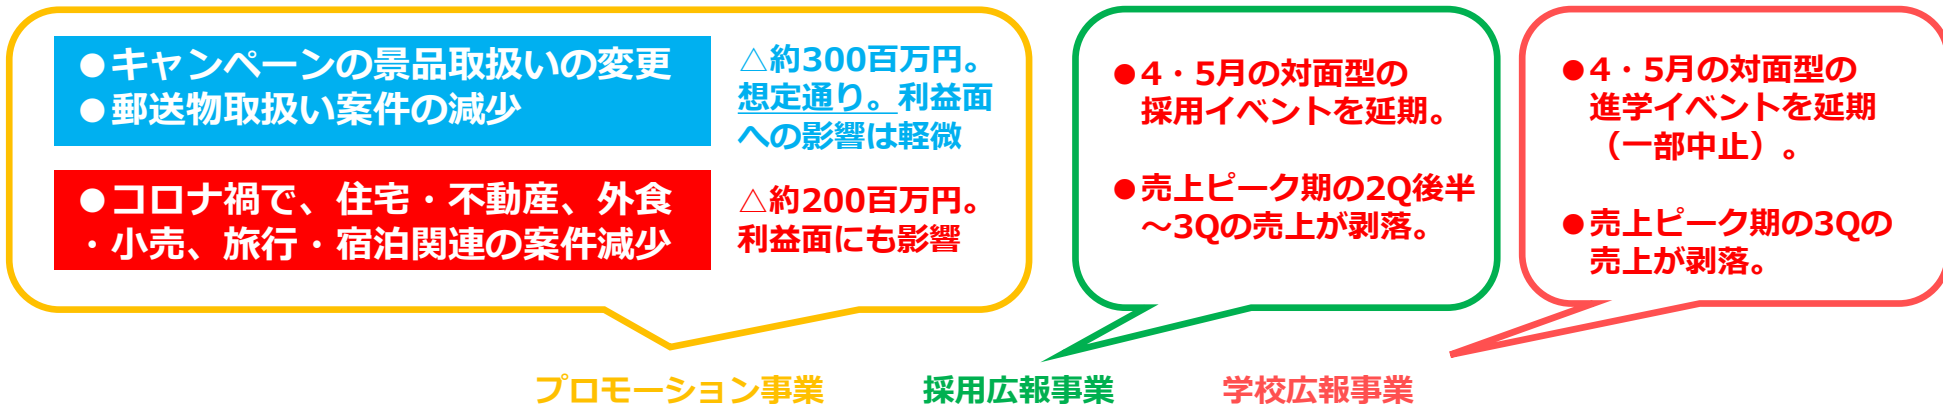 ●キャンペーンの景品取扱いの変更
●郵送物取扱い案件の減少
△約300百万円。
想定通り。利益面
への影響は軽微
●コロナ禍で、住宅・不動産、外食
・小売、旅行・宿泊関連の案件減少
△約200百万円。
利益面にも影響
●4・5月の対面型の
採用イベントを延期。
●売上ピーク期の2Q後半
～3Qの売上が剥落。
●4・5月の対面型の
進学イベントを延期
（一部中止）。
●売上ピーク期の3Qの
売上が剥落。
プロモーション事業
採用広報事業
学校広報事業